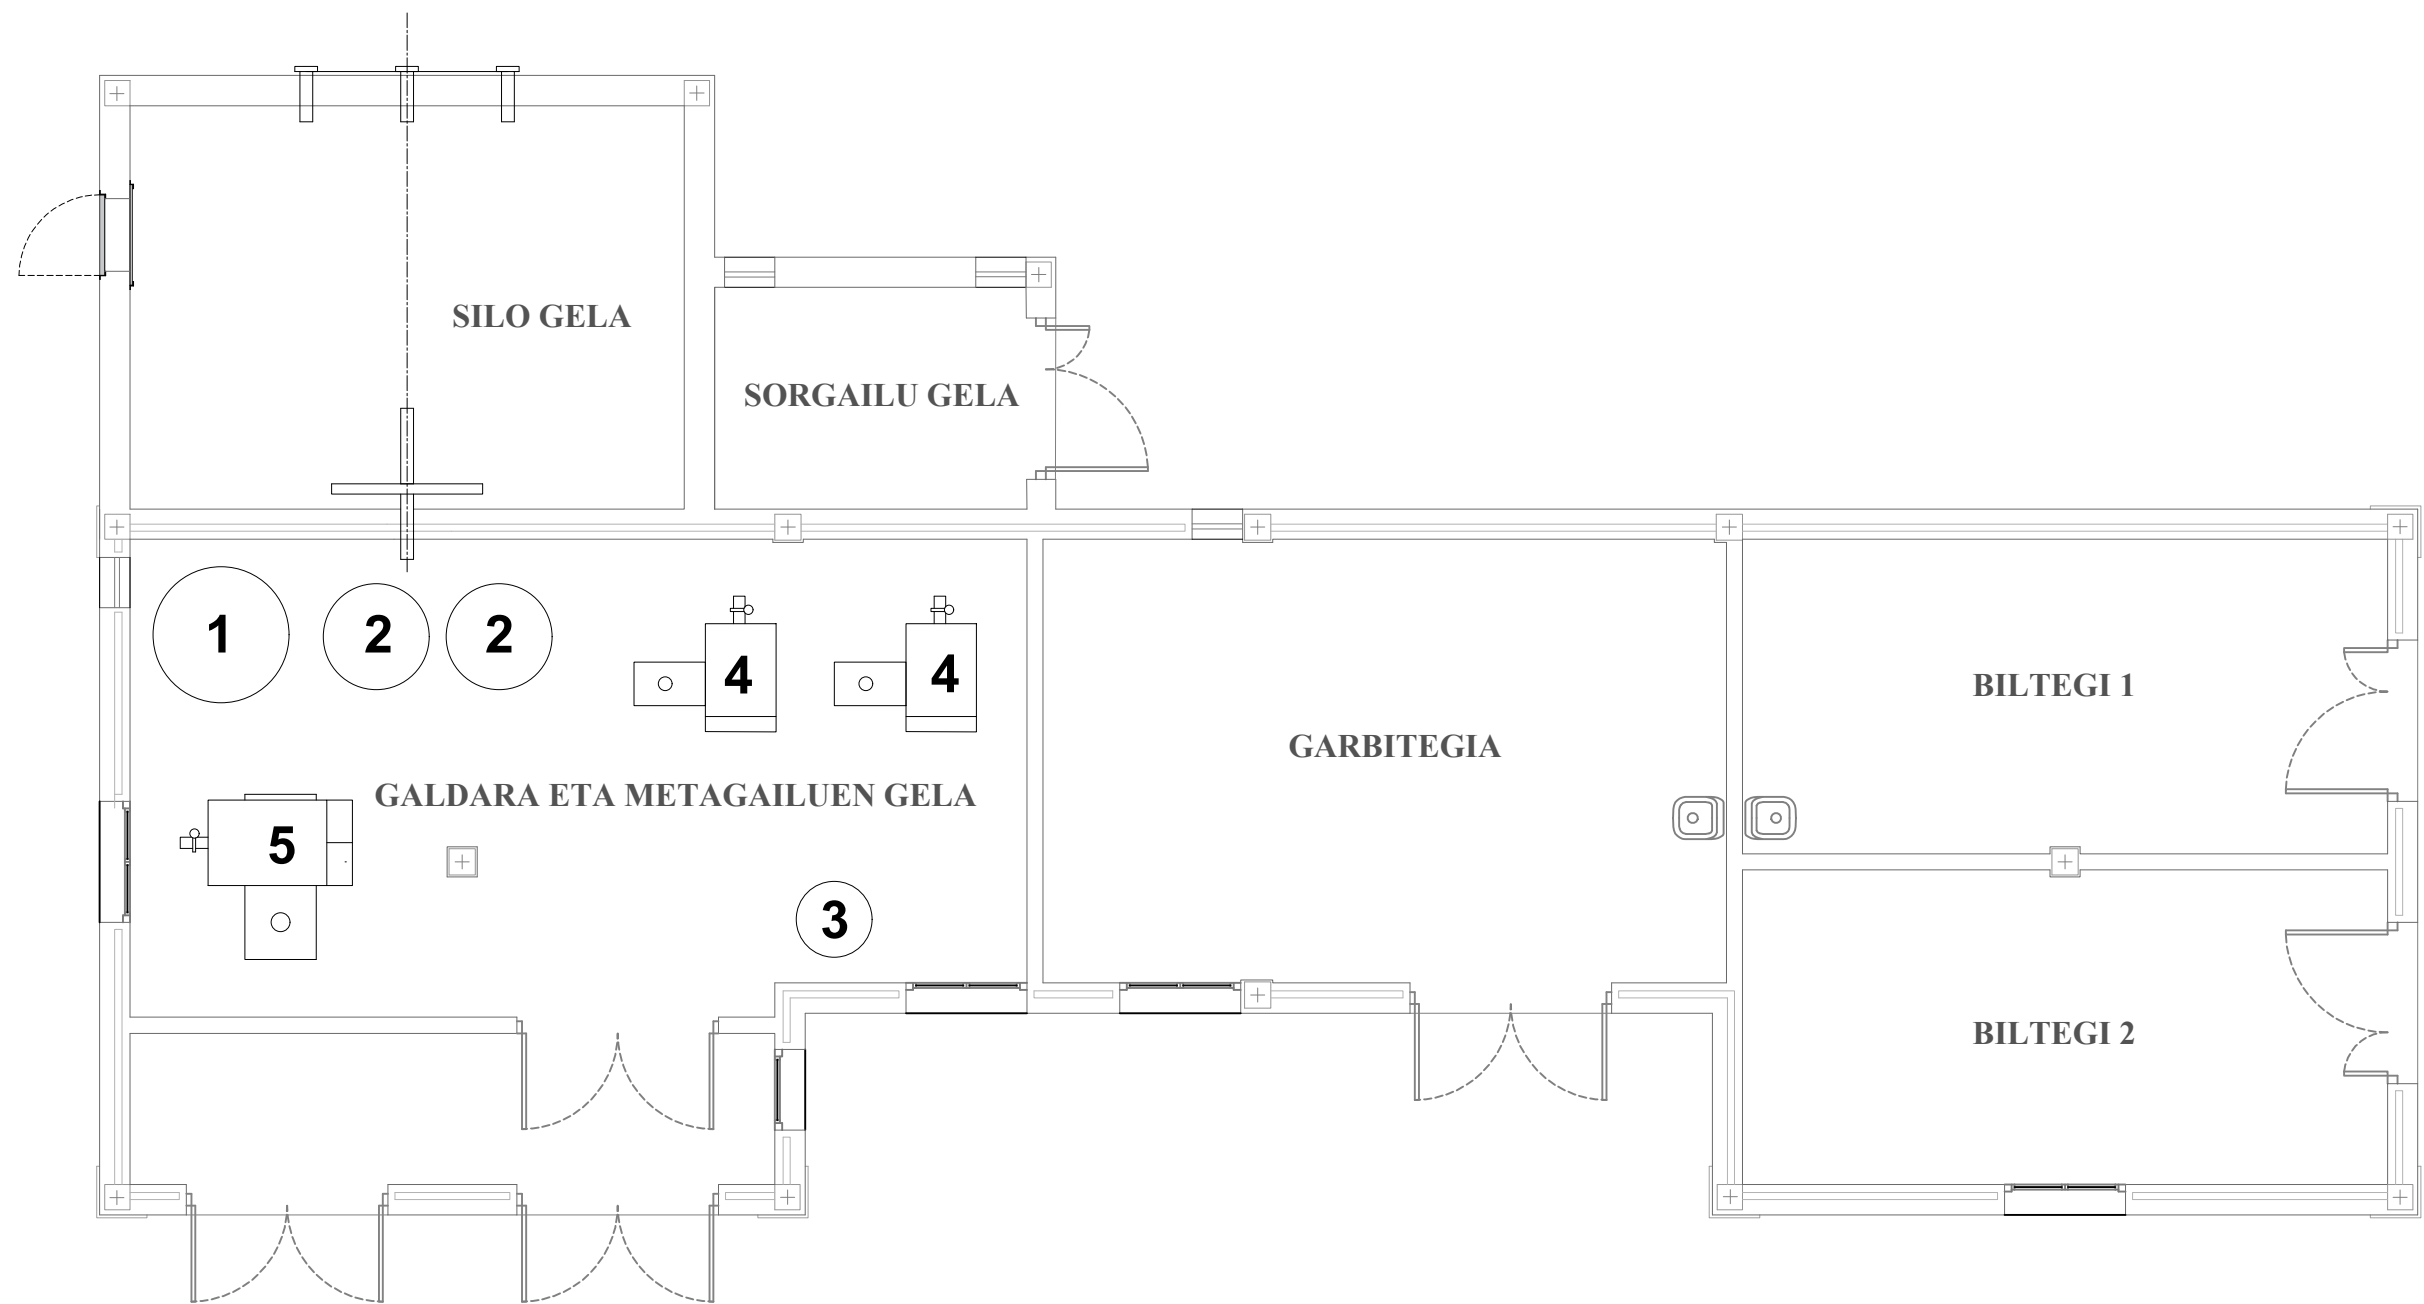 SILO GELA
SORGAILU GELA
1
2
2
4
4
BILTEGI 1
GARBITEGIA
GALDARA ETA METAGAILUEN GELA
5
3
BILTEGI 2